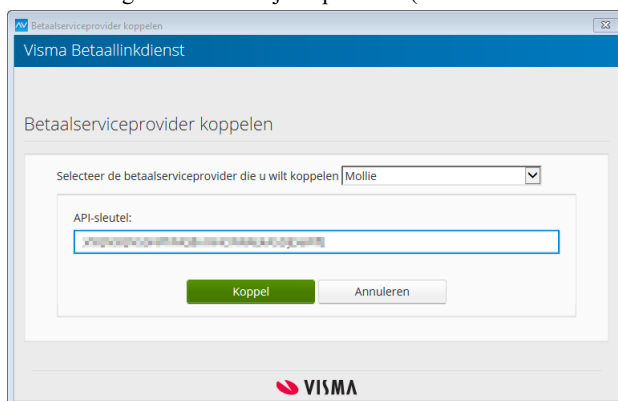 Betaalserviceprovider koppelen
Visma Betaallinkdienst
Betaalserviceprovider koppelen
Selecteer de betaalserviceprovider die u wilt koppelen Mollie
API-sleutel:
Koppel Annuleren
VISMA